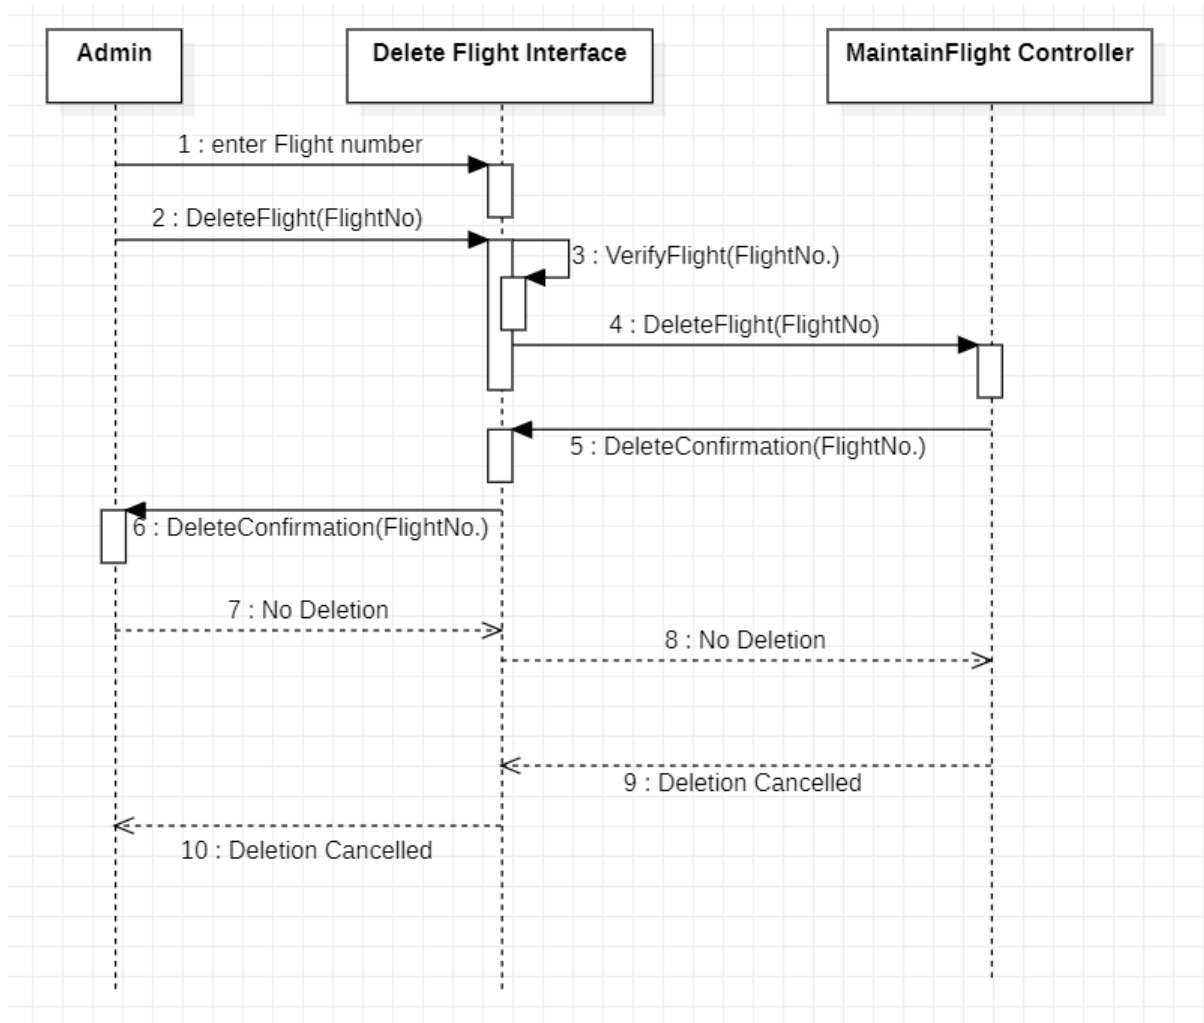 Admin
Delete Flight Interface
MaintainFlight Controller
1 : enter Flight number
2 : DeleteFlight(FlightNo)
3 : VerifyFlight(FlightNo.)
4 : DeleteFlight(FlightNo)
5 : DeleteConfirmation(FlightNo.)
6 : DeleteConfirmation(FlightNo.)
7 : No Deletion
8 : No Deletion
9 : Deletion Cancelled
10 : Deletion Cancelled